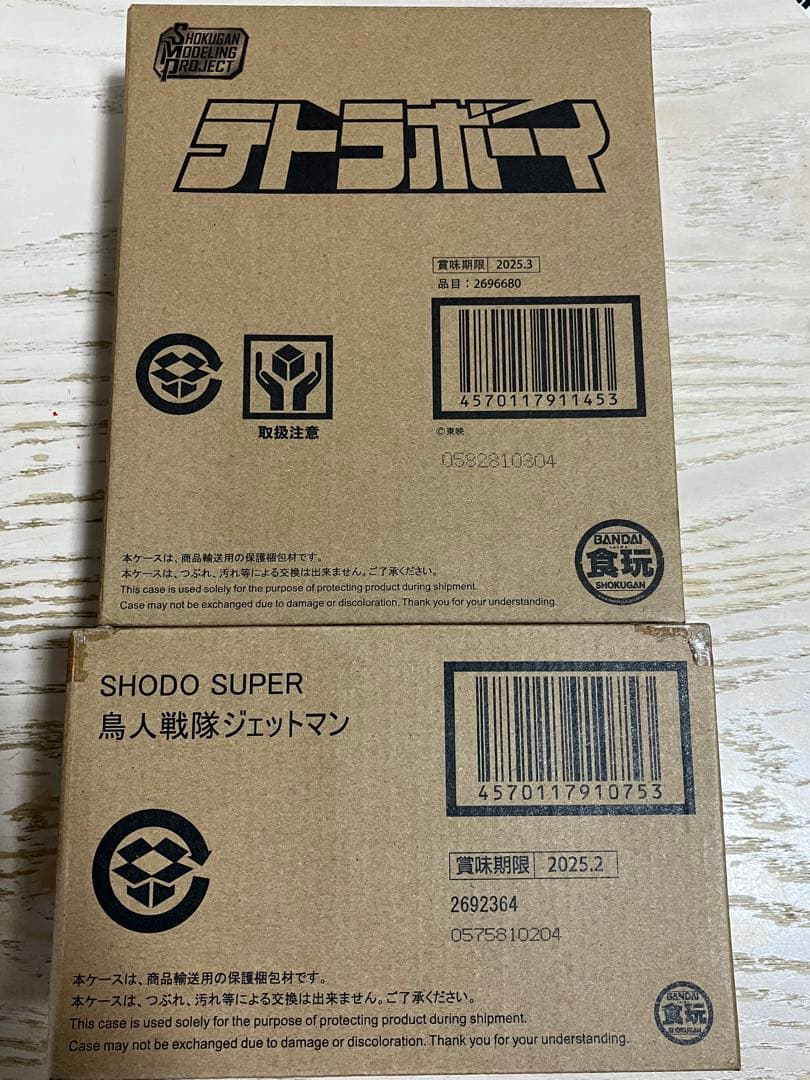 SHOKUGAN
MODELING
PROJECT
テトラボーイ
賞味期限 2025.3
品目：2696680
4570117911453
取扱注意
©東映
0582810304
BANDAI
食玩
SHOKUGAN
本ケースは、商品輸送用の保護梱包材です。
本ケースは、つぶれ、汚れ等による交換は出来ません。ご了承ください。
This case is used solely for the purpose of protecting product during shipment.
Case may not be exchanged due to damage or discoloration. Thank you for your understanding.
SHODO SUPER
鳥人戦隊ジェットマン
4570117910753
賞味期限 2025.2
2692364
0575810204
本ケースは、商品輸送用の保護梱包材です。
本ケースは、つぶれ、汚れ等による交換は出来ません。ご了承ください。
This case is used solely for the purpose of protecting product during shipment.
Case may not be exchanged due to damage or discoloration. Thank you for your understanding.
BANDAI
食玩
SHOKUGAN